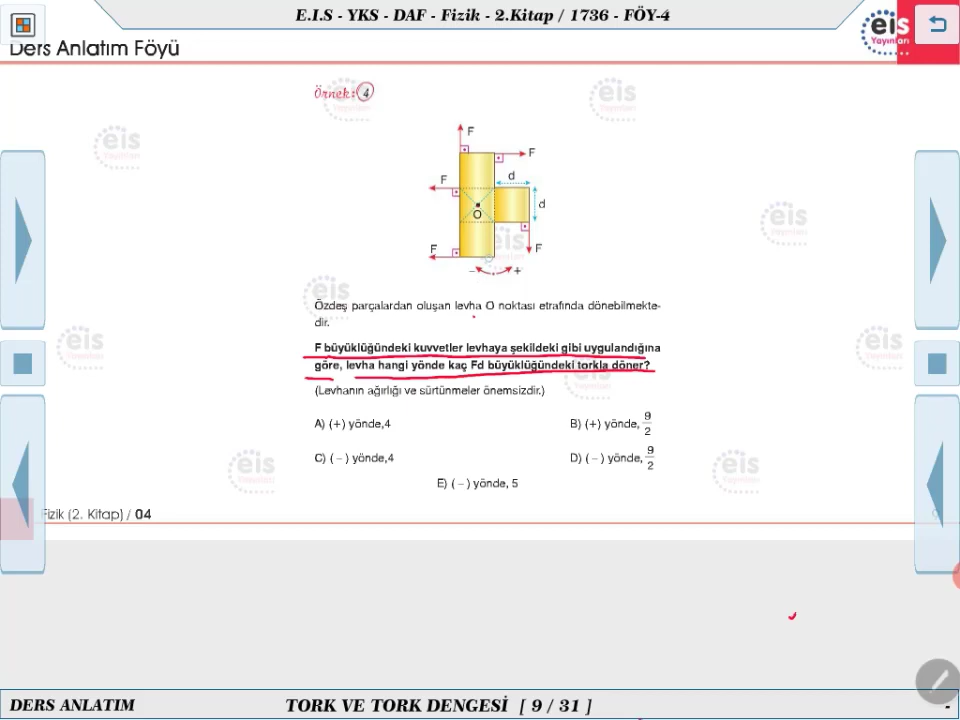 E.I.S - YKS - DAF - Fizik - 2.Kitap / 1736 - FÖY-4
Ders Anlatım Föyü
eis
Yayınları
Örnek: 4
F
F
F
d
d
O
F
F
- +
Özdeş parçalardan oluşan levha O noktası etrafında dönebilmekte-
dir.
F büyüklüğündeki kuvvetler levhaya şekildeki gibi uygulandığına
göre, levha hangi yönde kaç Fd büyüklüğündeki torkla döner?
(Levhanın ağırlığı ve sürtünmeler önemsizdir.)
A) (+) yönde,4
B) (+) yönde, 9/2
C) ( – ) yönde,4
D) ( – ) yönde, 9/2
E) ( – ) yönde, 5
Fizik (2. Kitap) / 04
DERS ANLATIM
TORK VE TORK DENGESİ [ 9 / 31 ]
-